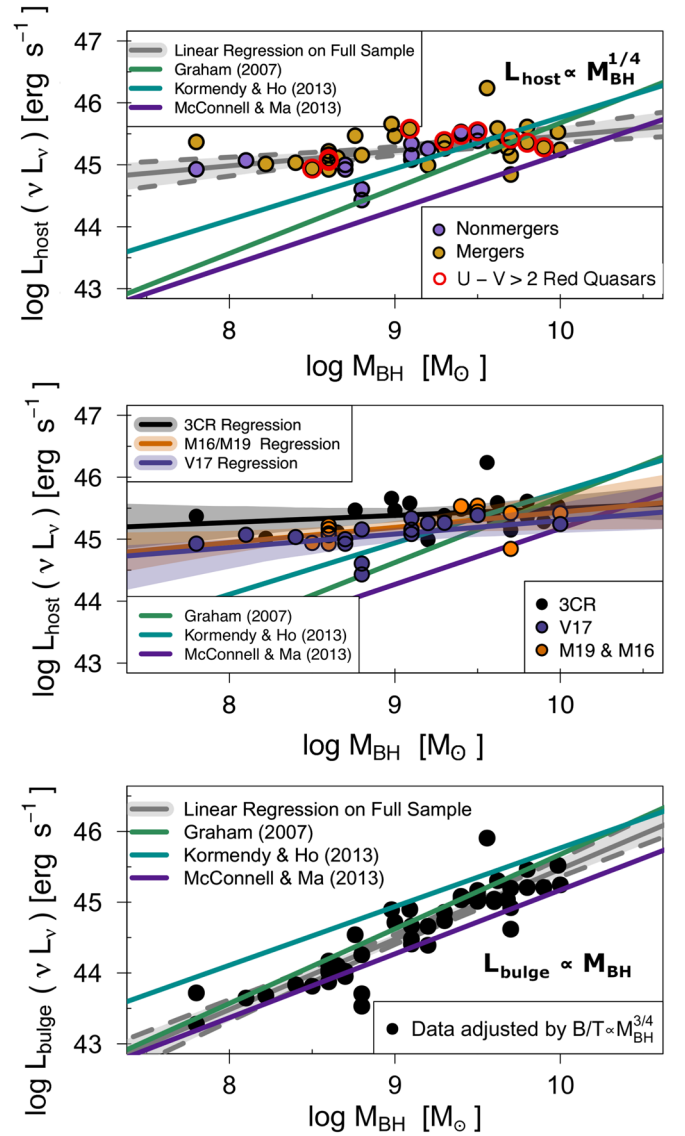 47
46
45
44
43
log L_host ( ν L_ν ) [erg s⁻¹]
Linear Regression on Full Sample
Graham (2007)
Kormendy & Ho (2013)
McConnell & Ma (2013)
L_host ∝ M_BH^1/4
Nonmergers
Mergers
U − V > 2 Red Quasars
8 9 10
log M_BH [M_⊙]
47
46
45
44
43
log L_host ( ν L_ν ) [erg s⁻¹]
3CR Regression
M16/M19 Regression
V17 Regression
Graham (2007)
Kormendy & Ho (2013)
McConnell & Ma (2013)
3CR
V17
M19 & M16
8 9 10
log M_BH [M_⊙]
46
45
44
43
log L_bulge ( ν L_ν ) [erg s⁻¹]
Linear Regression on Full Sample
Graham (2007)
Kormendy & Ho (2013)
McConnell & Ma (2013)
L_bulge ∝ M_BH
Data adjusted by B/T∝M_BH^3/4
8 9 10
log M_BH [M_⊙]